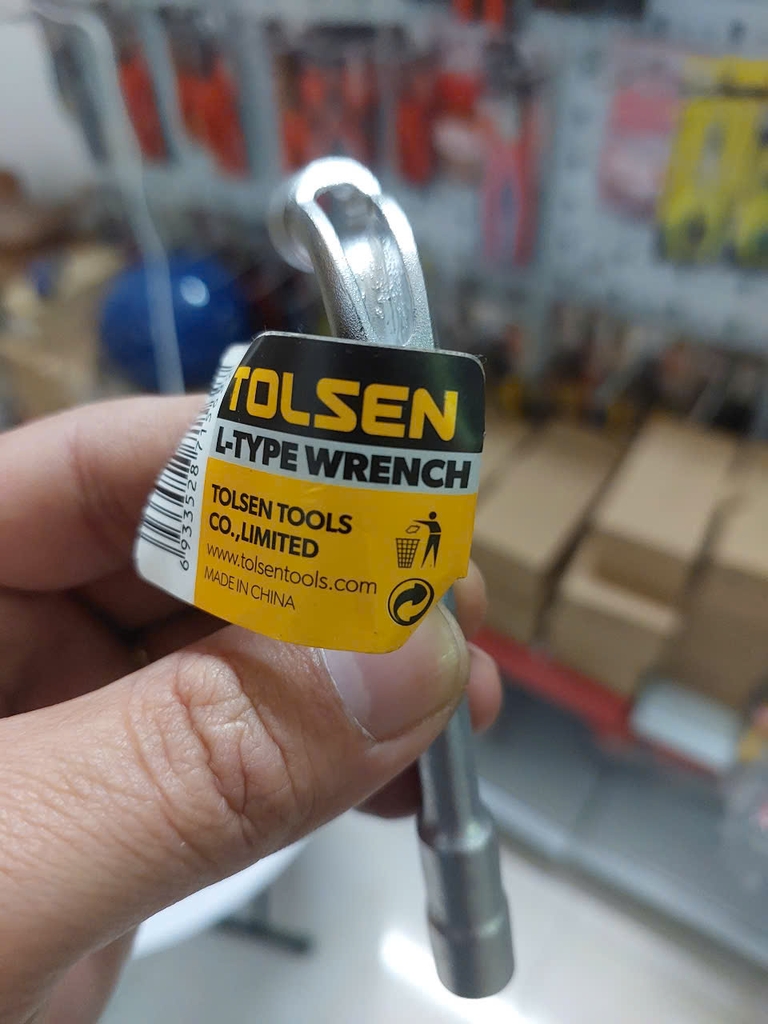 TOLSEN
L-TYPE WRENCH
TOLSEN TOOLS
CO.,LIMITED
www.tolsentools.com
MADE IN CHINA